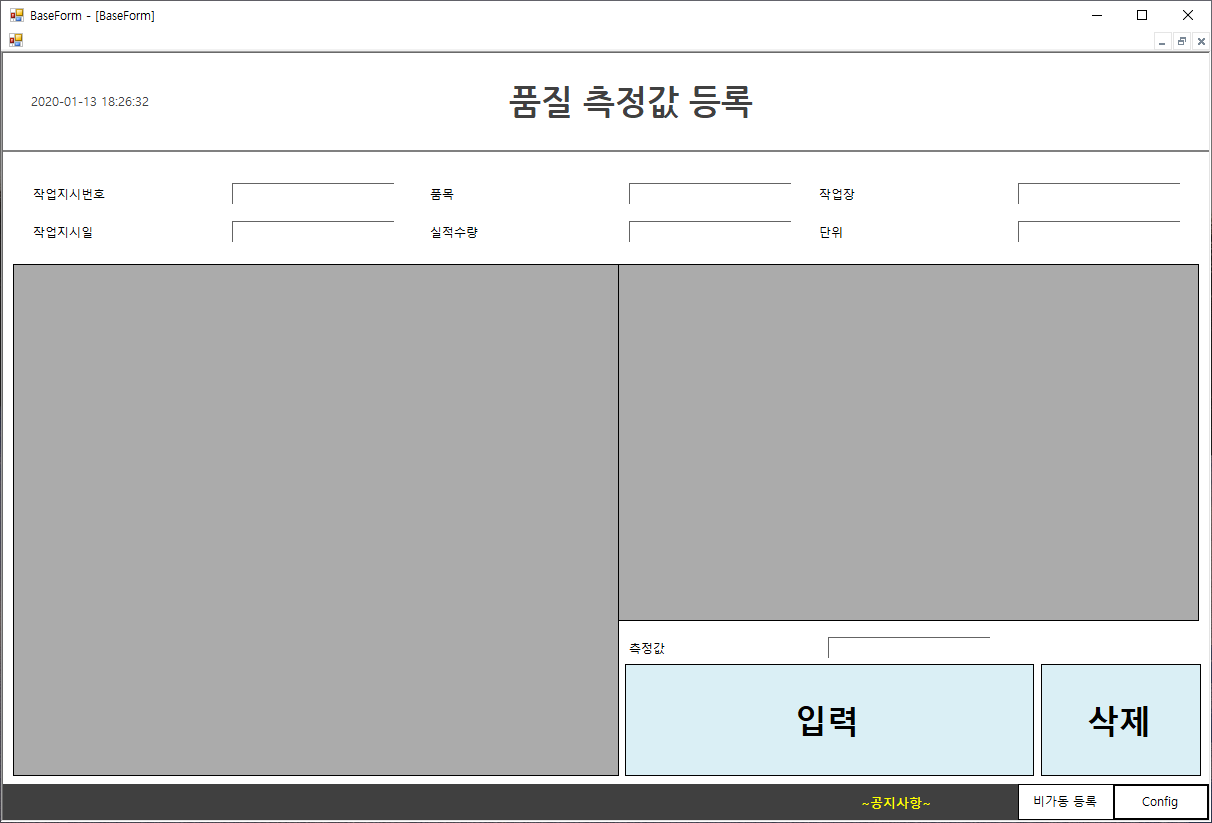 BaseForm - [BaseForm]
2020-01-13 18:26:32
품질 측정값 등록
작업지시번호 품목 작업장
작업지시일 실적수량 단위
측정값
입력 삭제
~공지사항~ 비가동 등록 Config